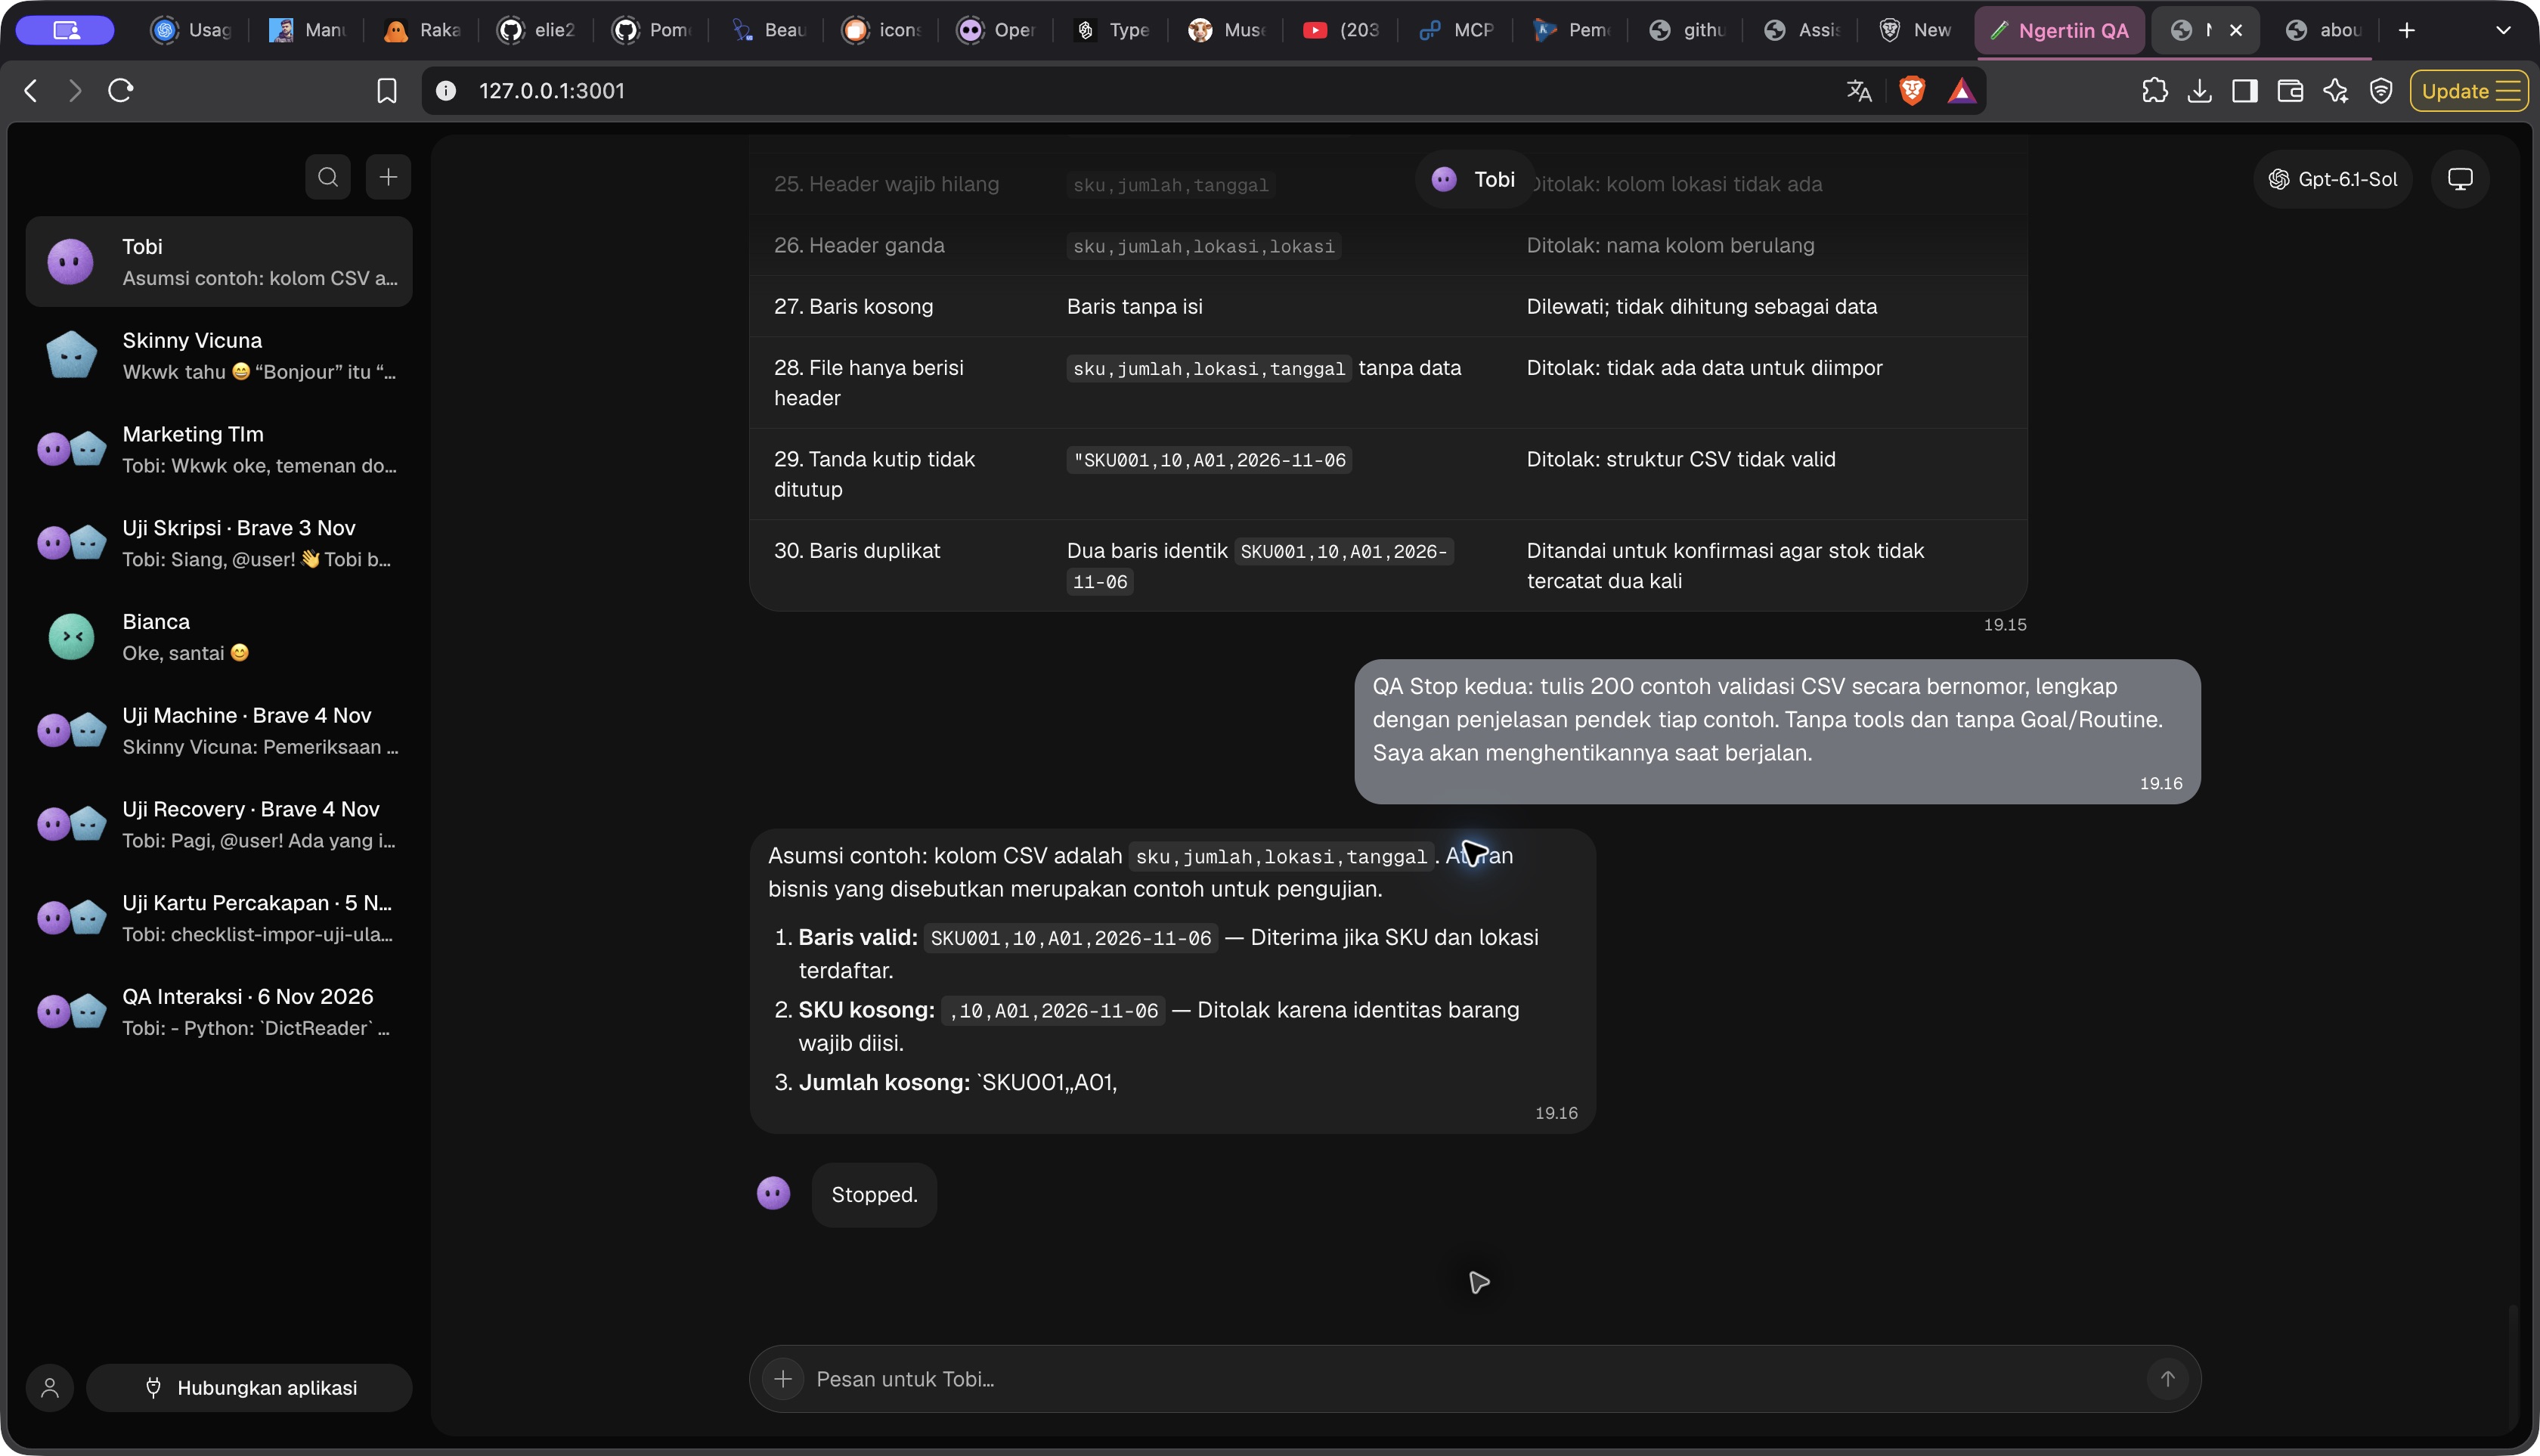 Usag
Manu
Raka
elie2
Pom
Beau
icon
Oper
Type
Muse
(203
MCP
Peme
githu
Assis
New
Ngertiin QA
abou
127.0.0.1:3001
Update
Tobi
Asumsi contoh: kolom CSV a...
Skinny Vicuna
Wkwk tahu 😄 “Bonjour” itu “...
Marketing TIm
Tobi: Wkwk oke, temenan do...
Uji Skripsi · Brave 3 Nov
Tobi: Siang, @user! 👋 Tobi b...
Bianca
Oke, santai 😊
Uji Machine · Brave 4 Nov
Skinny Vicuna: Pemeriksaan ...
Uji Recovery · Brave 4 Nov
Tobi: Pagi, @user! Ada yang i...
Uji Kartu Percakapan · 5 N...
Tobi: checklist-impor-uji-ula...
QA Interaksi · 6 Nov 2026
Tobi: - Python: `DictReader` ...
Hubungkan aplikasi
Tobi
Gpt-6.1-Sol
25. Header wajib hilang sku,jumlah,tanggal Ditolak: kolom lokasi tidak ada
26. Header ganda sku,jumlah,lokasi,lokasi Ditolak: nama kolom berulang
27. Baris kosong Baris tanpa isi Dilewati; tidak dihitung sebagai data
28. File hanya berisi sku,jumlah,lokasi,tanggal tanpa data Ditolak: tidak ada data untuk diimpor
header
29. Tanda kutip tidak "SKU001,10,A01,2026-11-06 Ditolak: struktur CSV tidak valid
ditutup
30. Baris duplikat Dua baris identik SKU001,10,A01,2026- Ditandai untuk konfirmasi agar stok tidak
11-06 tercatat dua kali
19.15
QA Stop kedua: tulis 200 contoh validasi CSV secara bernomor, lengkap
dengan penjelasan pendek tiap contoh. Tanpa tools dan tanpa Goal/Routine.
Saya akan menghentikannya saat berjalan.
19.16
Asumsi contoh: kolom CSV adalah sku,jumlah,lokasi,tanggal. Aturan
bisnis yang disebutkan merupakan contoh untuk pengujian.
1. Baris valid: SKU001,10,A01,2026-11-06 — Diterima jika SKU dan lokasi
terdaftar.
2. SKU kosong: ,10,A01,2026-11-06 — Ditolak karena identitas barang
wajib diisi.
3. Jumlah kosong: `SKU001,,A01,
19.16
Stopped.
Pesan untuk Tobi...